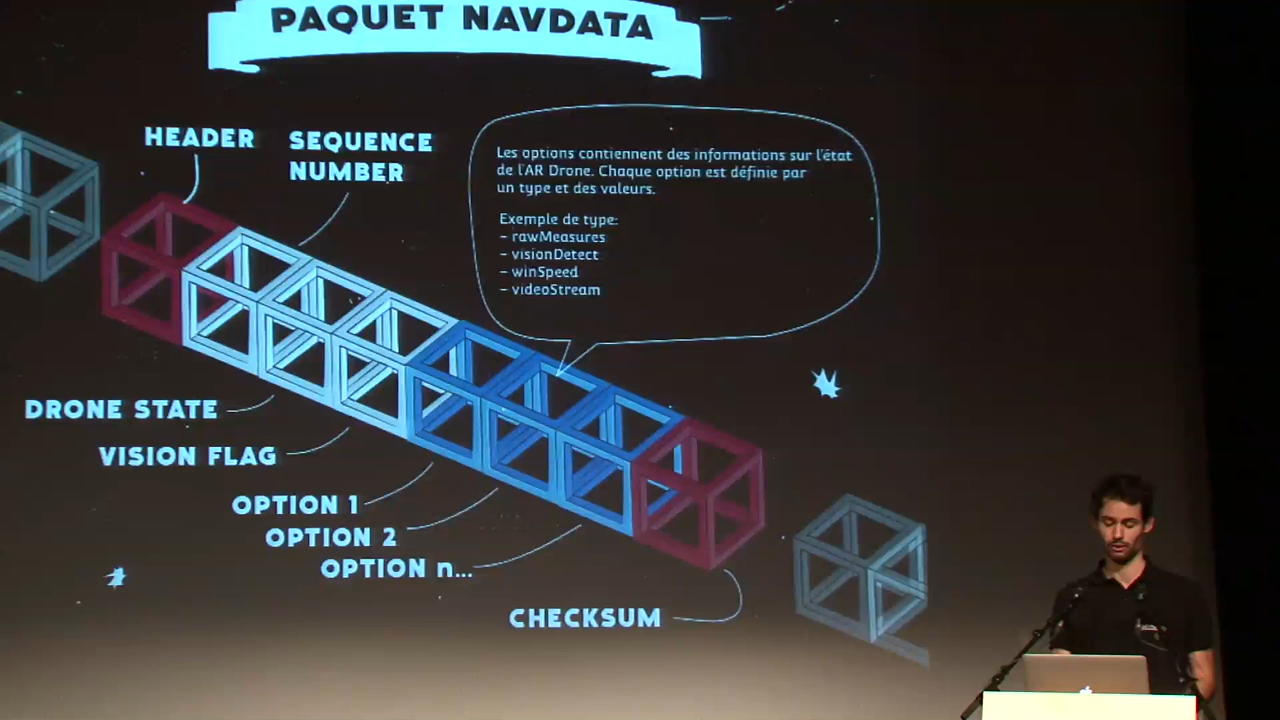 PAQUET NAVDATA
HEADER
SEQUENCE
NUMBER
Les options contiennent des informations sur l'état
de l'AR Drone. Chaque option est définie par
un type et des valeurs.
Exemple de type:
- rawMeasures
- visionDetect
- winSpeed
- videoStream
DRONE STATE
VISION FLAG
OPTION 1
OPTION 2
OPTION n...
CHECKSUM